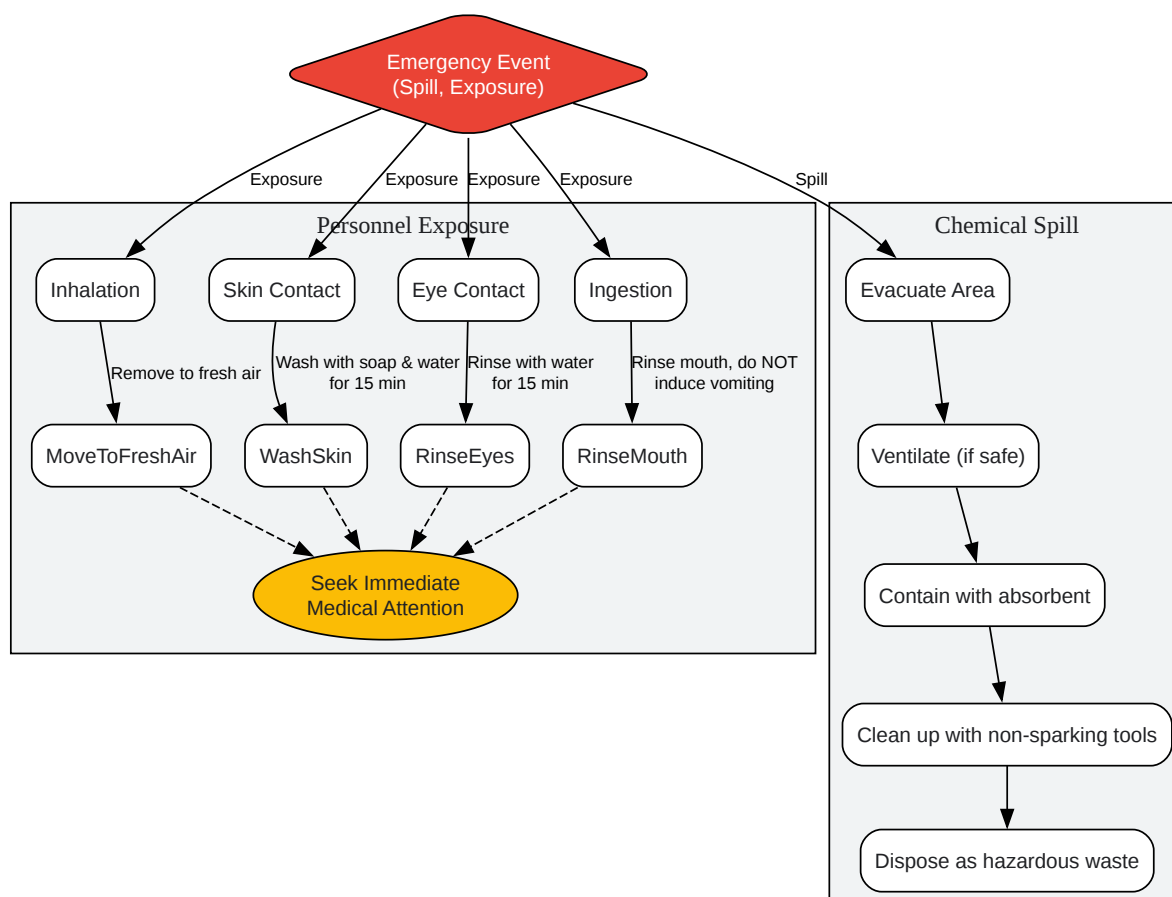 Emergency Event
(Spill, Exposure)
Exposure
Exposure
Exposure
Exposure
Spill
Personnel Exposure
Chemical Spill
Inhalation
Skin Contact
Eye Contact
Ingestion
Evacuate Area
Remove to fresh air
Wash with soap & water
for 15 min
Rinse with water
for 15 min
Rinse mouth, do NOT
induce vomiting
MoveToFreshAir
WashSkin
RinseEyes
RinseMouth
Ventilate (if safe)
Seek Immediate
Medical Attention
Contain with absorbent
Clean up with non-sparking tools
Dispose as hazardous waste